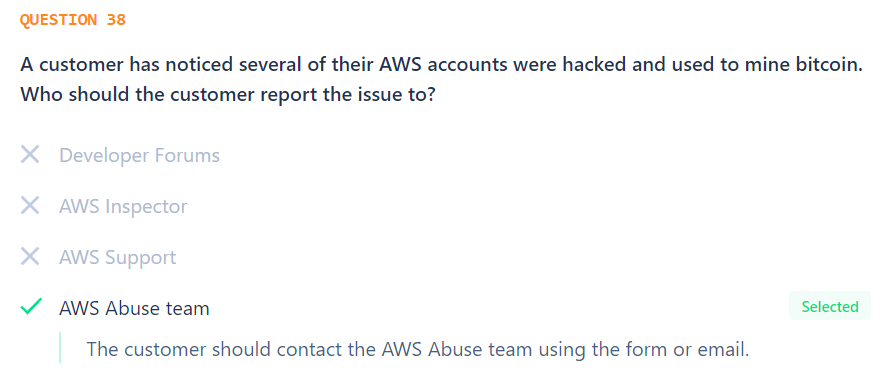 QUESTION 38
A customer has noticed several of their AWS accounts were hacked and used to mine bitcoin.
Who should the customer report the issue to?
Developer Forums
AWS Inspector
AWS Support
AWS Abuse team
Selected
The customer should contact the AWS Abuse team using the form or email.